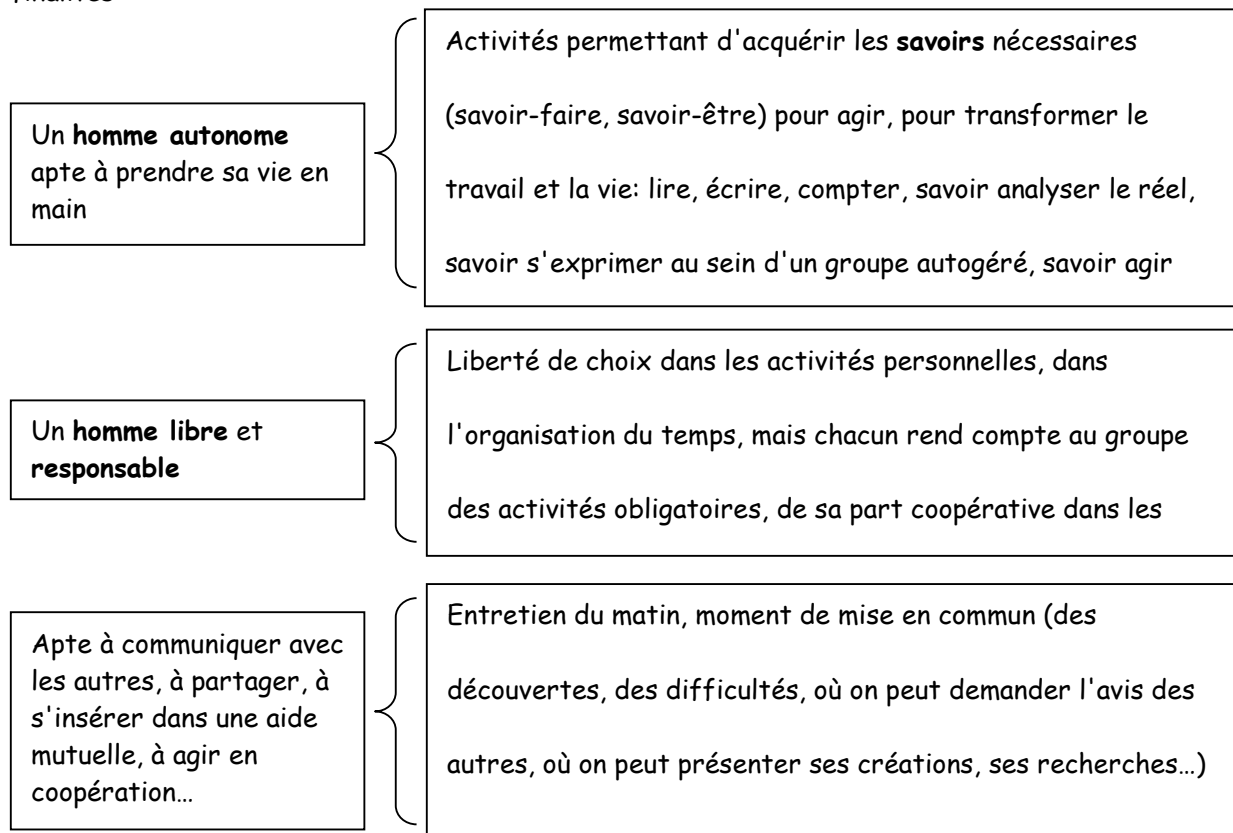 finalités
Un homme autonome
apte à prendre sa vie en
main
Activités permettant d'acquérir les savoirs nécessaires
(savoir-faire, savoir-être) pour agir, pour transformer le
travail et la vie: lire, écrire, compter, savoir analyser le réel,
savoir s'exprimer au sein d'un groupe autogéré, savoir agir
Un homme libre et
responsable
Liberté de choix dans les activités personnelles, dans
l'organisation du temps, mais chacun rend compte au groupe
des activités obligatoires, de sa part coopérative dans les
Apte à communiquer avec
les autres, à partager, à
s'insérer dans une aide
mutuelle, à agir en
coopération…
Entretien du matin, moment de mise en commun (des
découvertes, des difficultés, où on peut demander l'avis des
autres, où on peut présenter ses créations, ses recherches…)